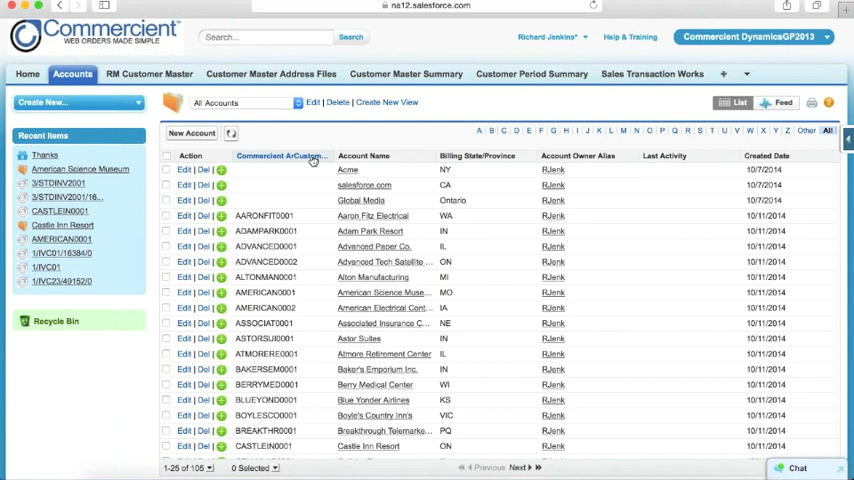 na12.salesforce.com
Commercient
WEB ORDERS MADE SIMPLE
Search...
Search
Richard Jenkins*
Help & Training
Commercient DynamicsGP2013
Home
Accounts
RM Customer Master
Customer Master Address Files
Customer Master Summary
Customer Period Summary
Sales Transaction Works
+
Create New...
All Accounts
Edit | Delete | Create New View
List
Feed
Recent Items
Thanks
American Science Museum
3/STDINV2001
3/STDINV2001/16...
CASTLEIN0001
Castle Inn Resort
AMERICAN0001
1/IVC01/16384/0
1/IVC01
1/IVC23/49152/0
Recycle Bin
New Account
A B C D E F G H I J K L M N O P Q R S T U V W X Y Z Other All
Action Commercient ArCustom... Account Name Billing State/Province Account Owner Alias Last Activity Created Date
Edit | Del | Acme NY RJenk 10/7/2014
Edit | Del | salesforce.com CA RJenk 10/7/2014
Edit | Del | Global Media Ontario RJenk 10/7/2014
Edit | Del | AARONFIT0001 Aaron Fitz Electrical WA RJenk 10/11/2014
Edit | Del | ADAMPARK0001 Adam Park Resort IN RJenk 10/11/2014
Edit | Del | ADVANCED0001 Advanced Paper Co. IL RJenk 10/11/2014
Edit | Del | ADVANCED0002 Advanced Tech Satellite ... ON RJenk 10/11/2014
Edit | Del | ALTONMAN0001 Alton Manufacturing MI RJenk 10/11/2014
Edit | Del | AMERICAN0001 American Science Muse... MO RJenk 10/11/2014
Edit | Del | AMERICAN0002 American Electrical Cont... IA RJenk 10/11/2014
Edit | Del | ASSOCIAT0001 Associated Insurance C... NE RJenk 10/11/2014
Edit | Del | ASTORSUI0001 Astor Suites IN RJenk 10/11/2014
Edit | Del | ATMORERE0001 Atmore Retirement Center IL RJenk 10/11/2014
Edit | Del | BAKERSEM0001 Baker's Emporium Inc. IN RJenk 10/11/2014
Edit | Del | BERRYMED0001 Berry Medical Center WI RJenk 10/11/2014
Edit | Del | BLUEYOND0001 Blue Yonder Airlines KS RJenk 10/11/2014
Edit | Del | BOYLESCO0001 Boyle's Country Inn's VIC RJenk 10/11/2014
Edit | Del | BREAKTHR0001 Breakthrough Telemarke... PQ RJenk 10/11/2014
Edit | Del | CASTLEIN0001 Castle Inn Resort ON RJenk 10/11/2014
1-25 of 105
0 Selected
Previous Next
Chat